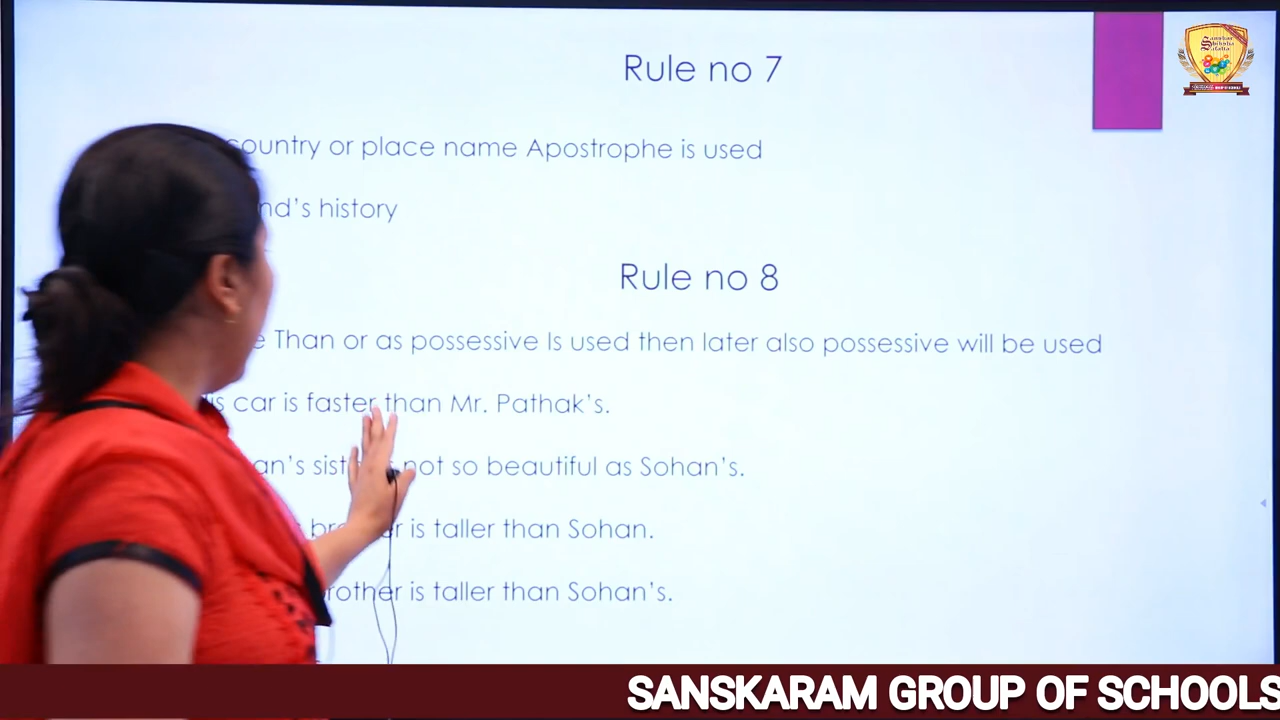 Rule no 7
country or place name Apostrophe is used
nd's history
Rule no 8
Than or as possessive Is used then later also possessive will be used
car is faster than Mr. Pathak's.
an's not so beautiful as Sohan's.
is taller than Sohan.
brother is taller than Sohan's.
SANSKARAM GROUP OF SCHOOLS